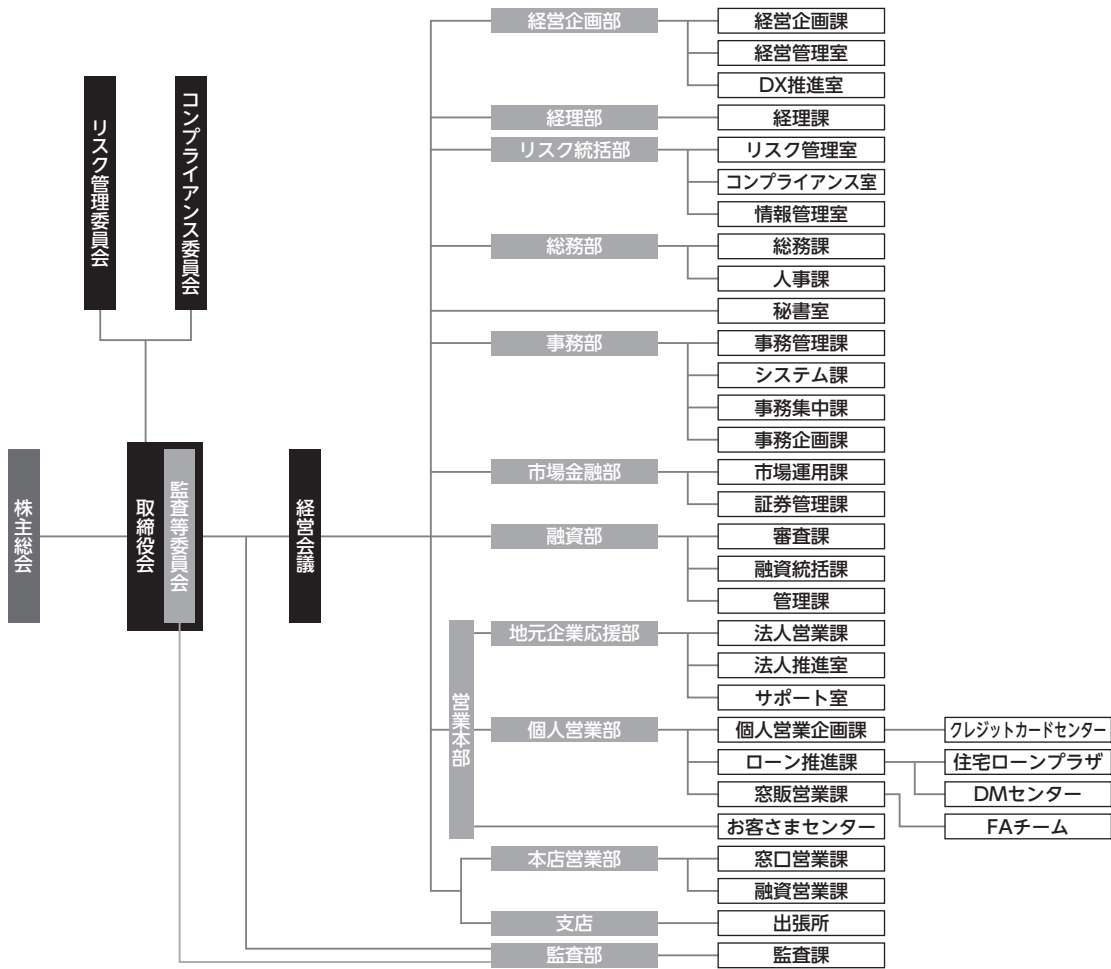 株主総会
取締役会
監査等委員会
リスク管理委員会
コンプライアンス委員会
経営会議
経営企画部
経営企画課
経営管理室
DX推進室
経理部
経理課
リスク統括部
リスク管理室
コンプライアンス室
情報管理室
総務部
総務課
人事課
秘書室
事務部
事務管理課
システム課
事務集中課
事務企画課
市場金融部
市場運用課
証券管理課
融資部
審査課
融資統括課
管理課
営業本部
地元企業応援部
法人営業課
法人推進室
サポート室
個人営業部
個人営業企画課
クレジットカードセンター
ローン推進課
住宅ローンプラザ
DMセンター
窓販営業課
FAチーム
お客さまセンター
本店営業部
窓口営業課
融資営業課
支店
出張所
監査部
監査課